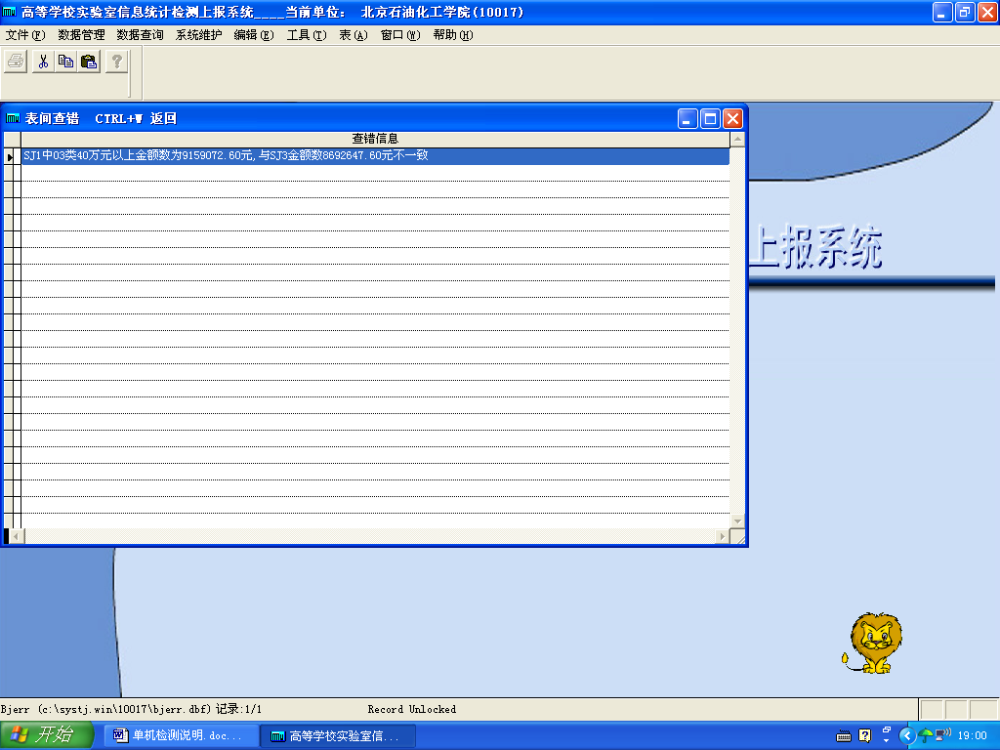 高等学校实验室信息统计检测上报系统____当前单位: 北京石油化工学院(10017)
文件(F) 数据管理 数据查询 系统维护 编辑(E) 工具(T) 表(A) 窗口(W) 帮助(H)
表间查错 CTRL+W 返回
查错信息
SJ1中03类40万元以上金额数为9159072.60元,与SJ3金额数8692647.60元不一致
上报系统
Bjerr (c:\systj.win\10017\bjerr.dbf) 记录:1/1 Record Unlocked
开始 单机检测说明.doc... 高等学校实验室信... 19:00